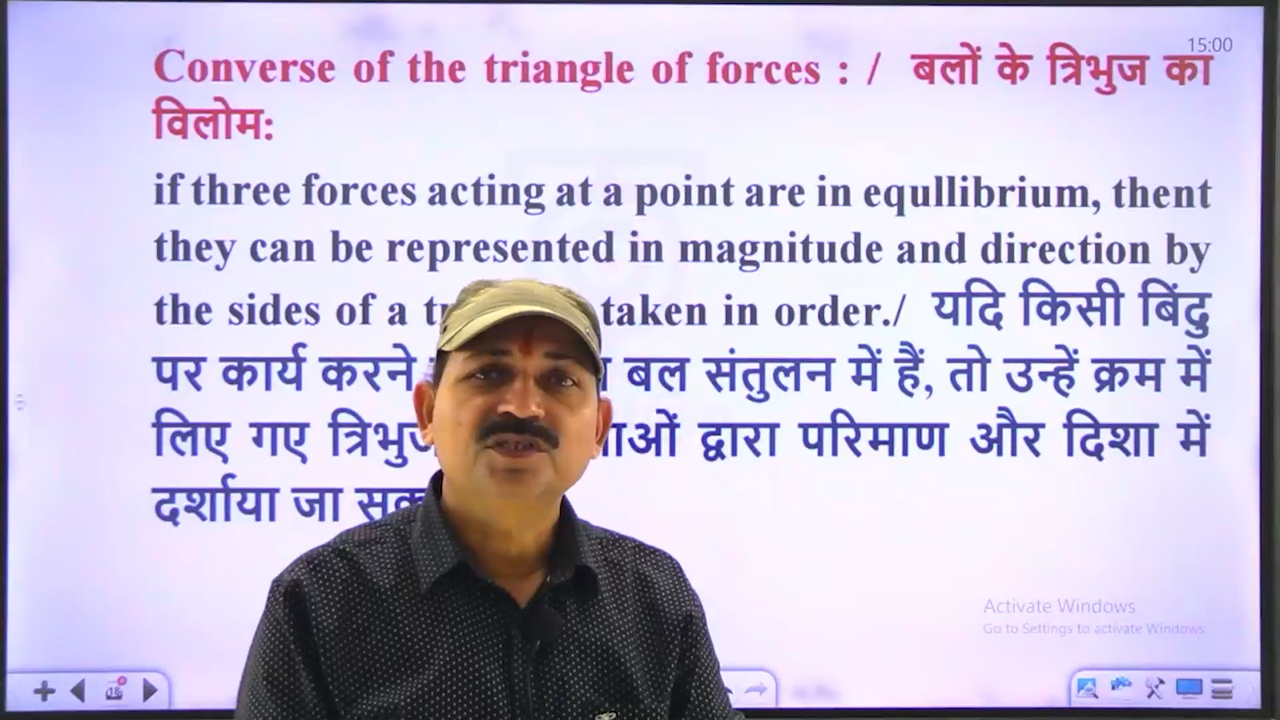 15:00
Converse of the triangle of forces : / बलों के त्रिभुज का
विलोम:
if three forces acting at a point are in equllibrium, thent
they can be represented in magnitude and direction by
the sides of a taken in order./ यदि किसी बिंदु
पर कार्य करने बल संतुलन में हैं, तो उन्हें क्रम में
लिए गए द्वारा परिमाण और दिशा में
दर्शाया जा
Activate Windows
Go to Settings to activate Windows
18